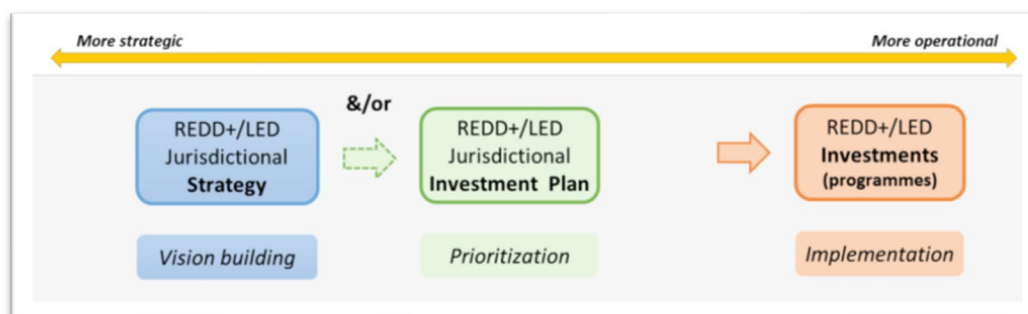 More strategic
More operational
&/or
REDD+/LED
Jurisdictional
Strategy
REDD+/LED
Jurisdictional
Investment Plan
REDD+/LED
Investments
(programmes)
Vision building
Prioritization
Implementation